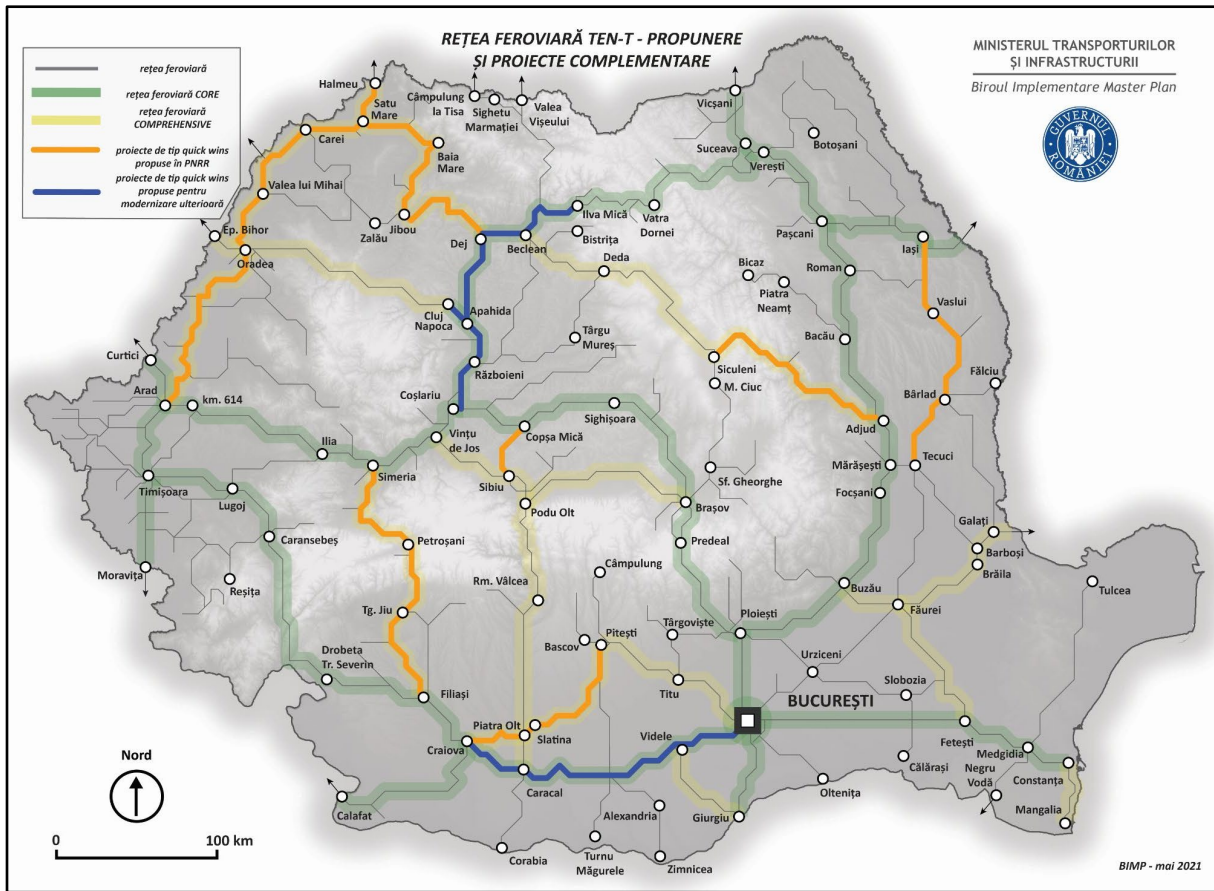 REȚEA FEROVIARĂ TEN-T - PROPUNERE
ȘI PROIECTE COMPLEMENTARE
MINISTERUL TRANSPORTURILOR
ȘI INFRASTRUCTURII
Biroul Implementare Master Plan
GUVERNUL
ROMÂNIEI
rețea feroviară
rețea feroviară CORE
rețea feroviară
COMPREHENSIVE
proiecte de tip quick wins
propuse în PNRR
proiecte de tip quick wins
propuse pentru
modernizare ulterioară
Halmeu
Satu
Mare
Câmpulung
la Tisa
Sighetu
Marmației
Valea
Vișeului
Vicșani
Carei
Baia
Mare
Suceava
Verești
Botoșani
Valea lui Mihai
Zalău
Jibou
Ilva Mică
Vatra
Dornei
Pașcani
Iași
Ep. Bihor
Oradea
Dej
Beclean
Bistrița
Deda
Bicaz
Piatra
Neamț
Roman
Vaslui
Cluj
Napoca
Apahida
Târgu
Mureș
Bacău
Curtici
Războieni
Siculeni
M. Ciuc
Fălciu
Arad
km. 614
Coșlariu
Sighișoara
Bârlad
Adjud
Ilia
Vințu
de Jos
Copșa Mică
Simeria
Sibiu
Mărășești
Tecuci
Timișoara
Lugoj
Podu Olt
Sf. Gheorghe
Brașov
Focșani
Caransebeș
Petroșani
Predeal
Galați
Barboși
Brăila
Moravița
Reșița
Rm. Vâlcea
Câmpulung
Buzău
Făurei
Tulcea
Tg. Jiu
Târgoviște
Ploiești
Bascov
Pitești
Drobeta
Tr. Severin
Urziceni
Filiași
Titu
Slobozia
BUCUREȘTI
Piatra Olt
Slatina
Videle
Fetești
Craiova
Medgidia
Caracal
Călărași
Negru
Vodă
Constanța
Calafat
Alexandria
Giurgiu
Oltenița
Mangalia
Corabia
Turnu
Măgurele
Zimnicea
Nord
0
100 km
BIMP - mai 2021